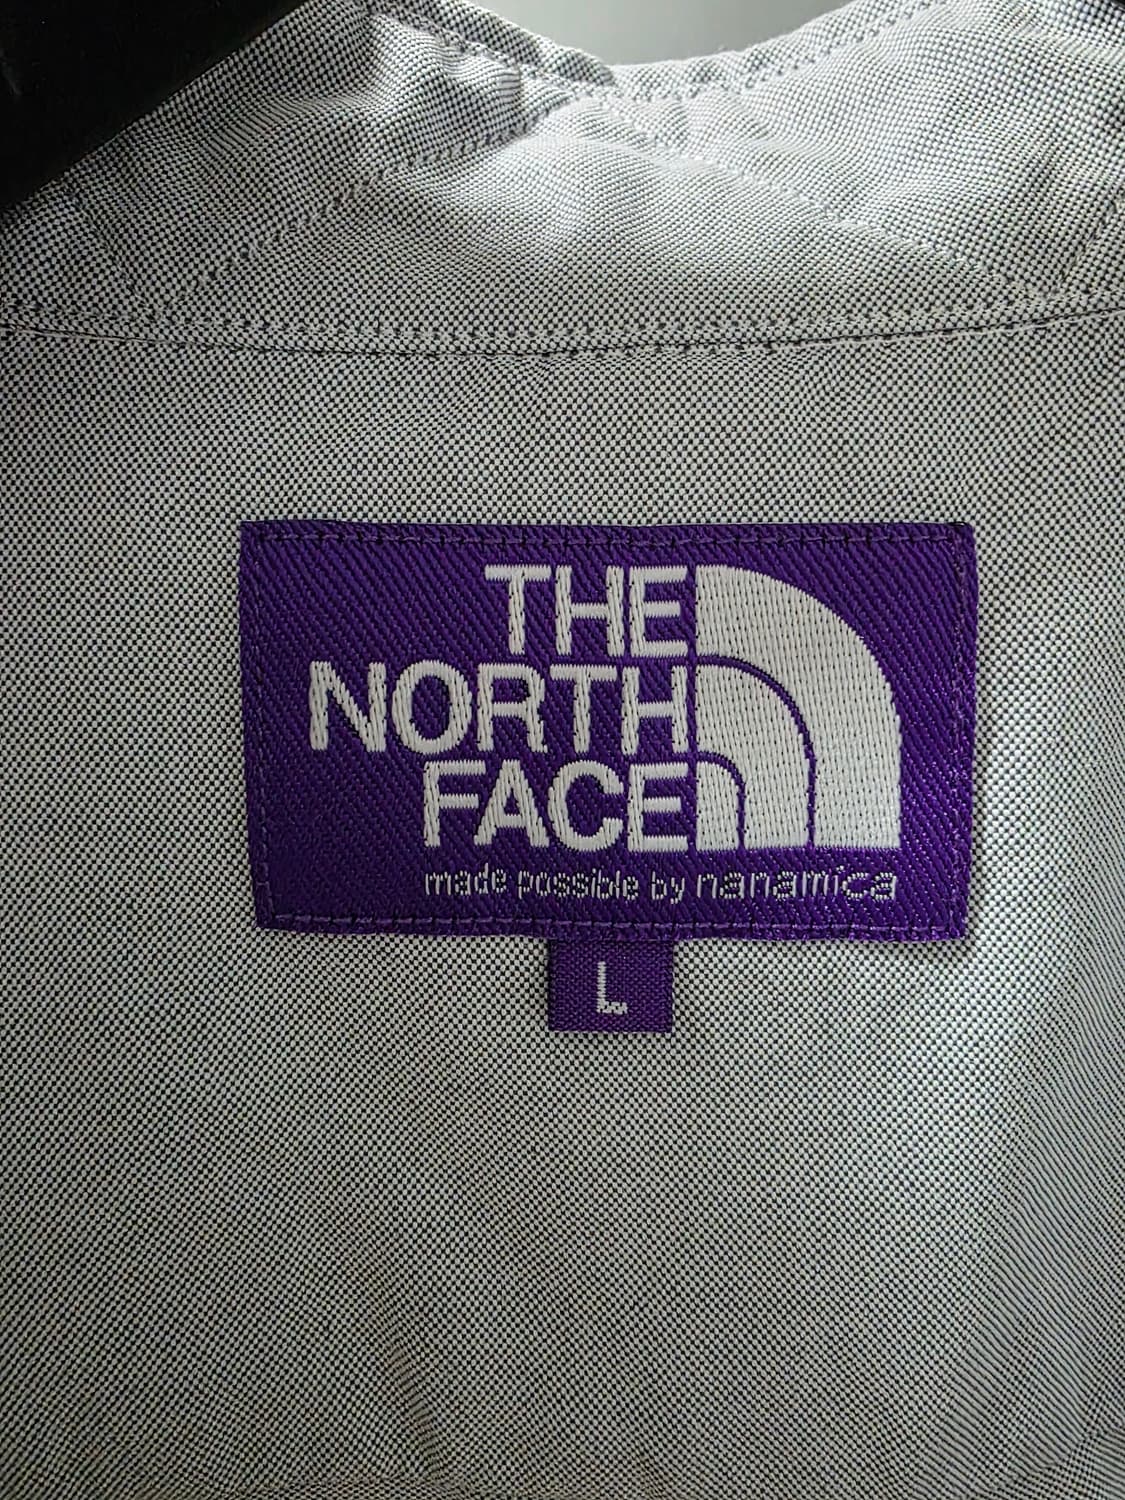 THE
NORTH
FACE
made possible by nanamica
L